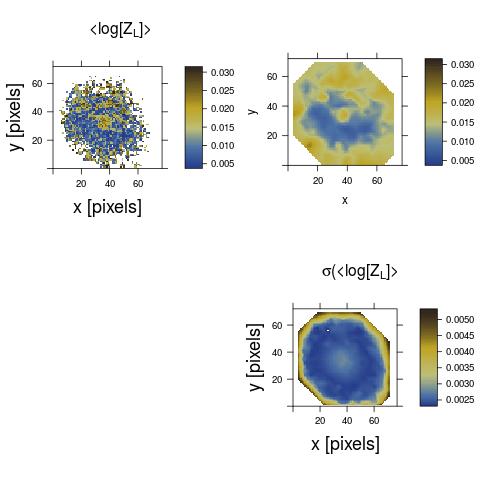 <log[Z_L]>
60
40
20
20 40 60
x [pixels]
y [pixels]
0.030
0.025
0.020
0.015
0.010
0.005
60
40
20
20 40 60
x
y
0.030
0.025
0.020
0.015
0.010
0.005
σ(<log[Z_L]>
60
40
20
20 40 60
x [pixels]
y [pixels]
0.0050
0.0045
0.0040
0.0035
0.0030
0.0025